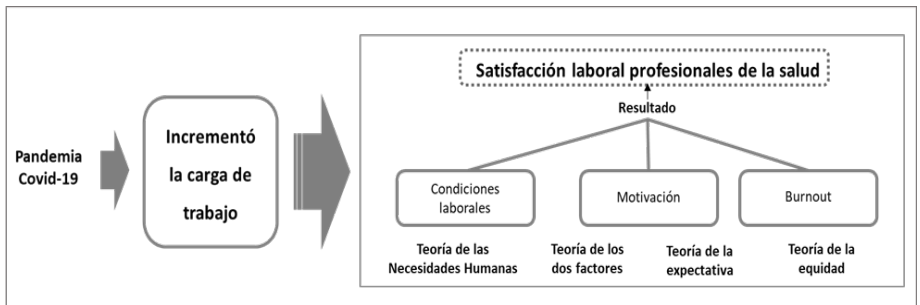 Satisfacción laboral profesionales de la salud
Resultado
Pandemia
Covid-19
Incrementó
la carga de
trabajo
Condiciones
laborales
Motivación
Burnout
Teoría de las
Necesidades Humanas
Teoría de los
dos factores
Teoría de la
expectativa
Teoría de la
equidad